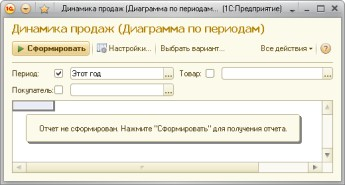 Динамика продаж (Диаграмма по периодам... (1С:Предприятие)
Динамика продаж (Диаграмма по периодам)
Сформировать Настройки... Выбрать вариант... Все действия
Период: Этот год ... Товар: ...
Покупатель: ...
Отчет не сформирован. Нажмите "Сформировать" для получения отчета.